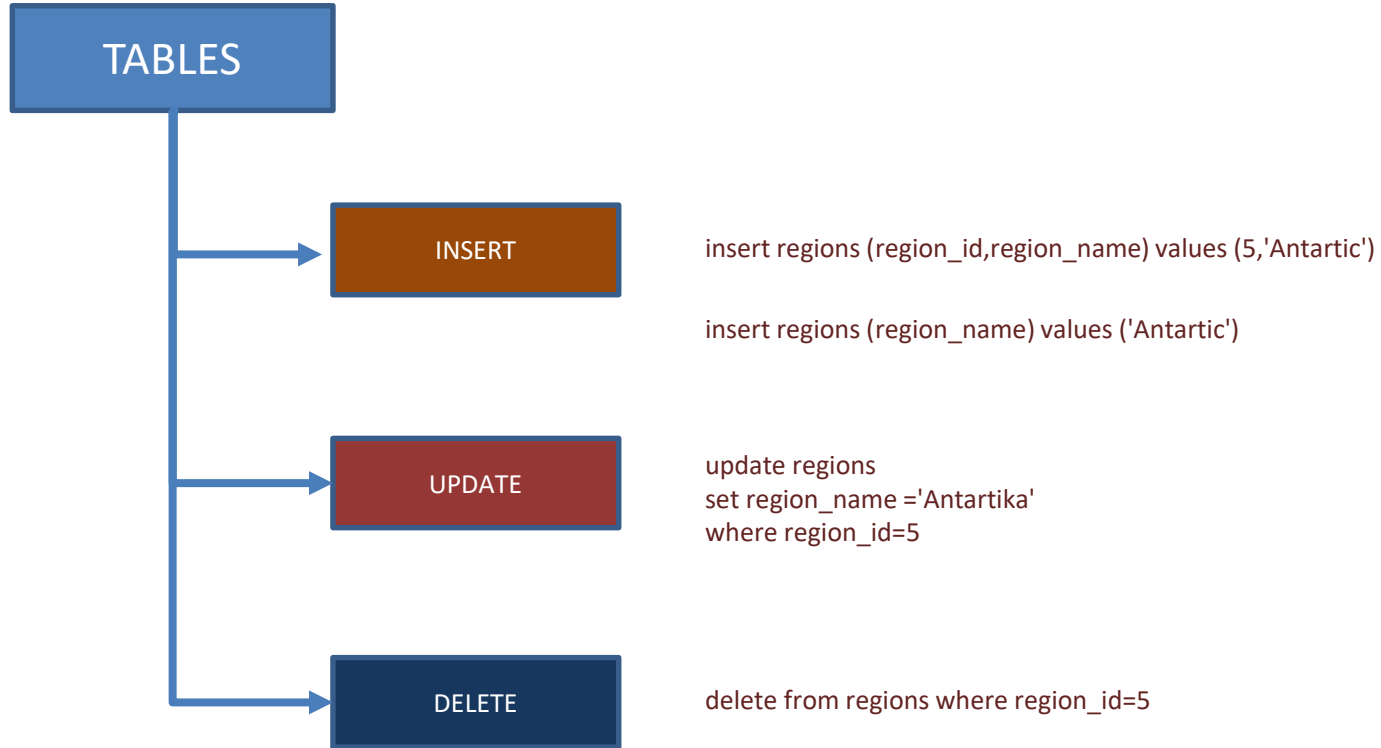 TABLES
INSERT
insert regions (region_id,region_name) values (5,'Antartic')
insert regions (region_name) values ('Antartic')
UPDATE
update regions
set region_name ='Antartika'
where region_id=5
DELETE
delete from regions where region_id=5